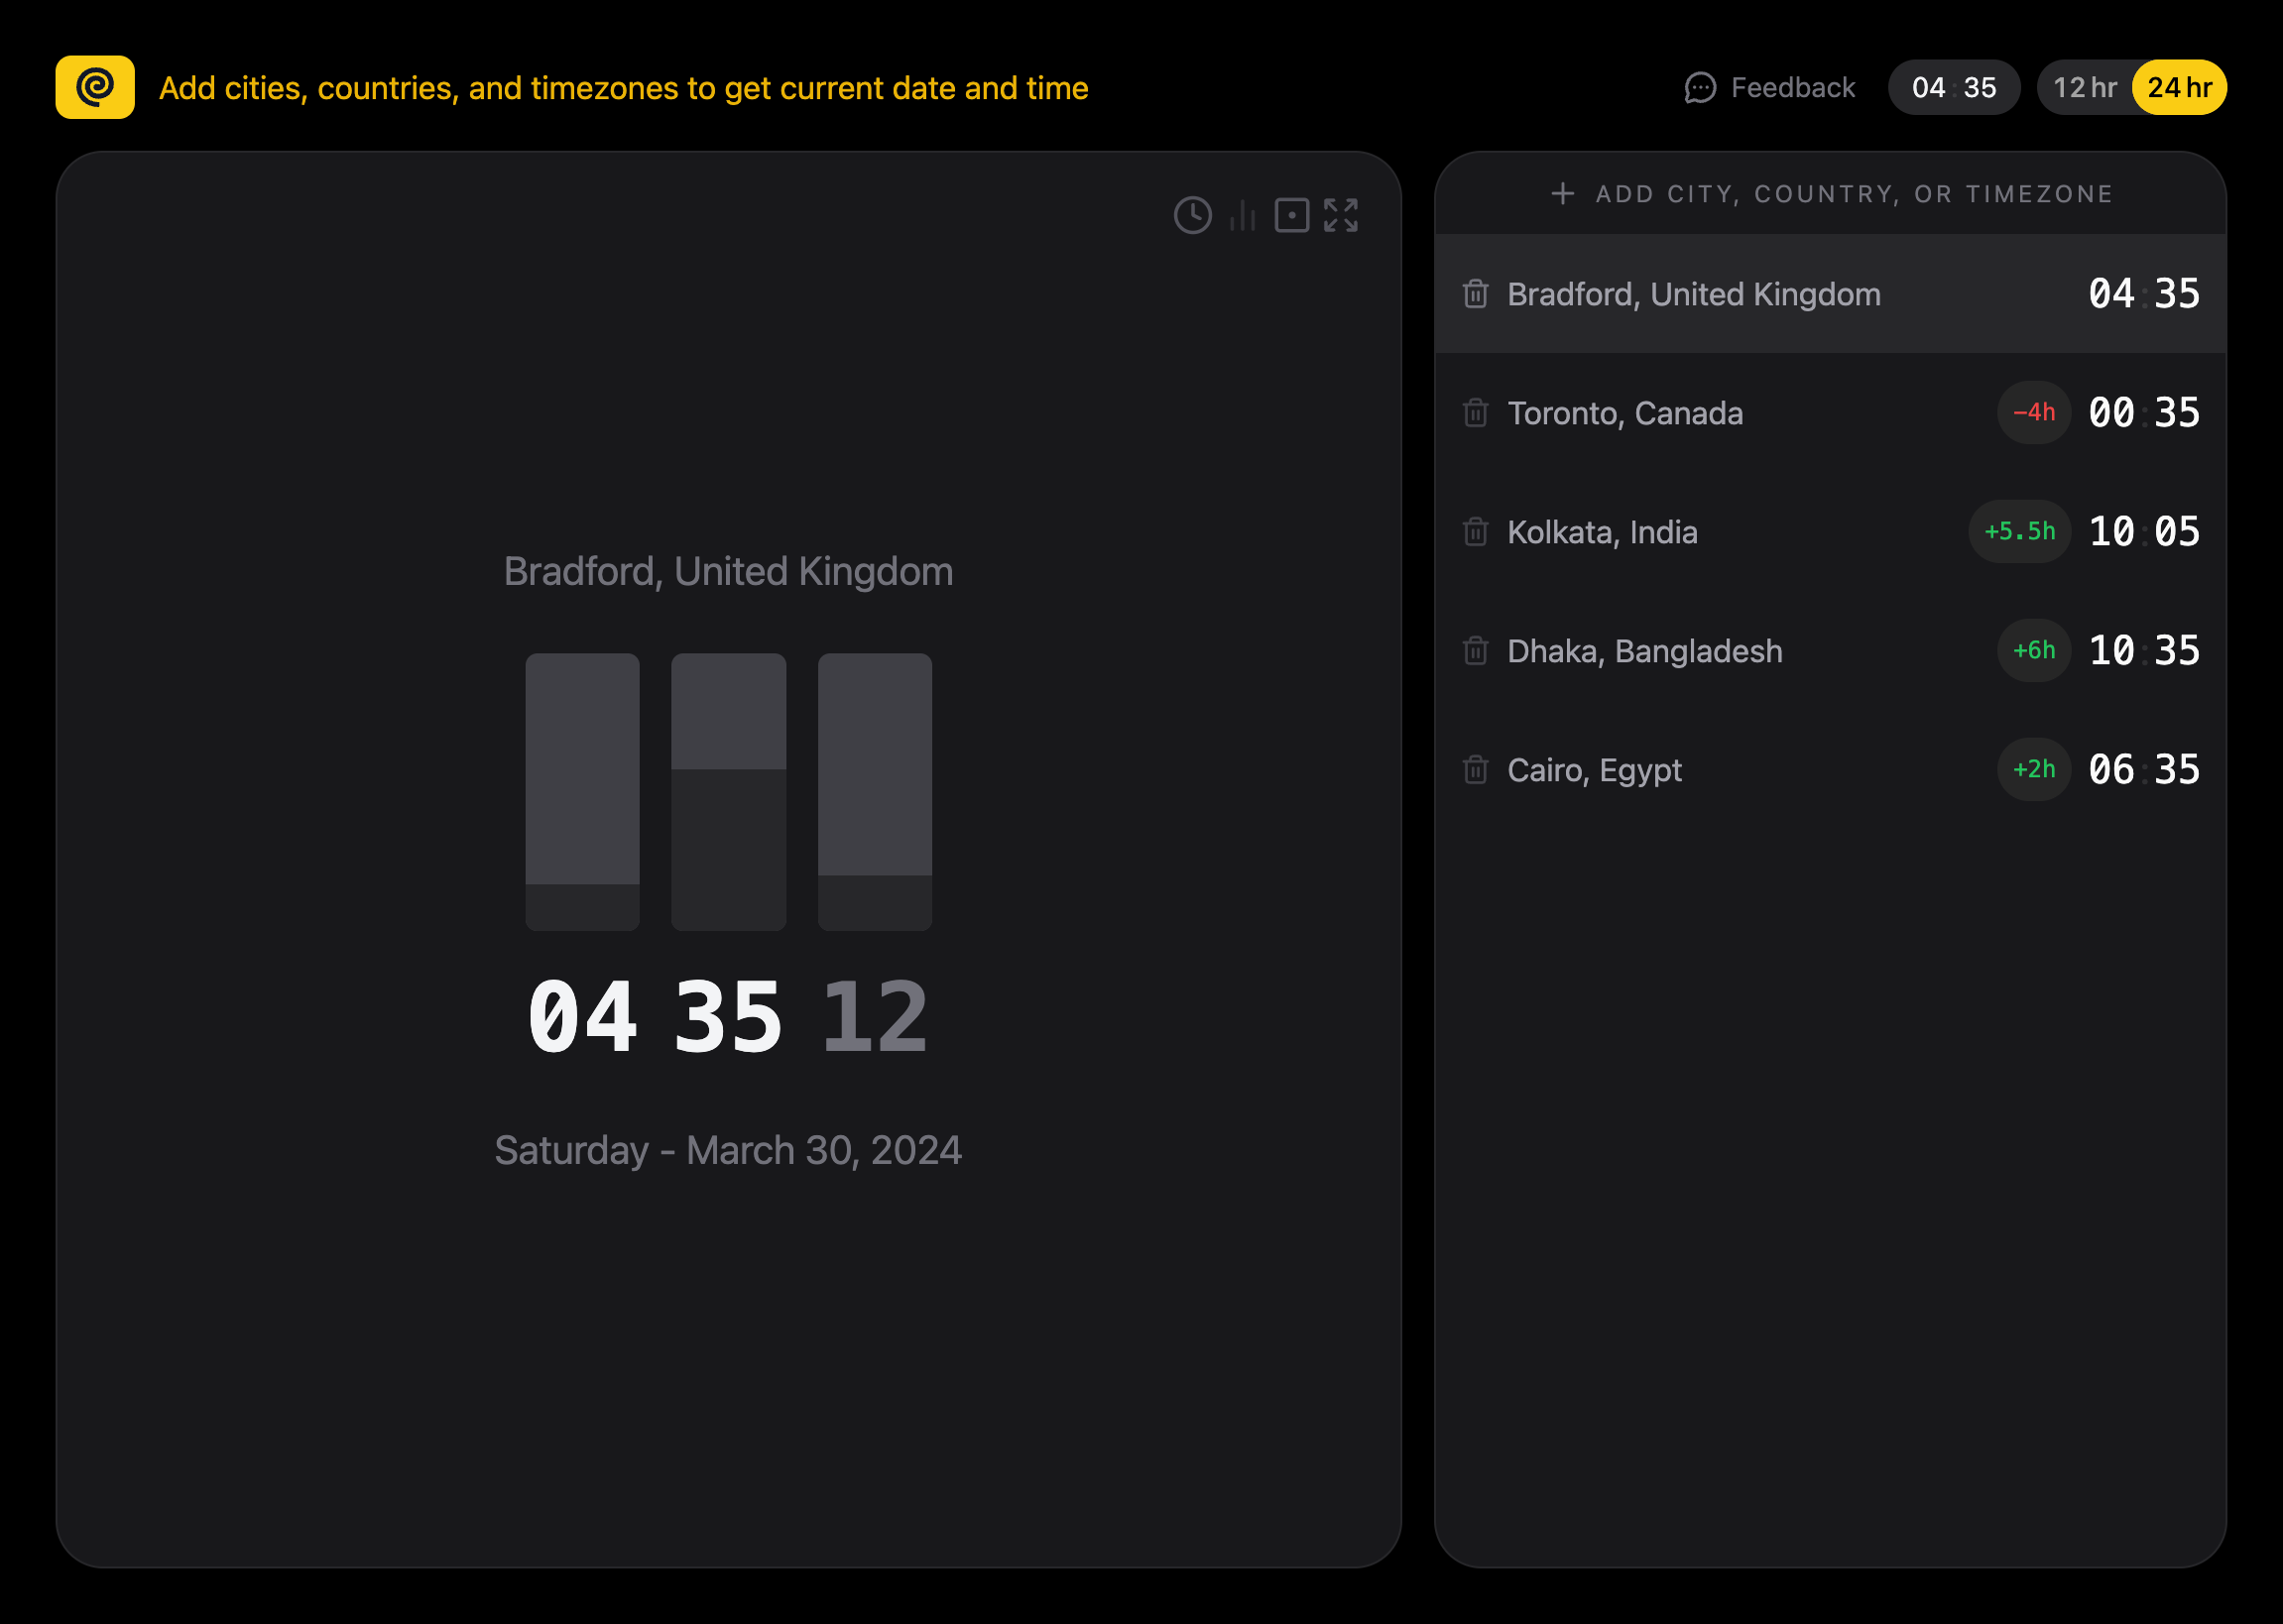 Add cities, countries, and timezones to get current date and time
Feedback
04:35
12 hr
24 hr
Bradford, United Kingdom
04 35 12
Saturday - March 30, 2024
ADD CITY, COUNTRY, OR TIMEZONE
Bradford, United Kingdom 04:35
Toronto, Canada −4h 00:35
Kolkata, India +5.5h 10:05
Dhaka, Bangladesh +6h 10:35
Cairo, Egypt +2h 06:35